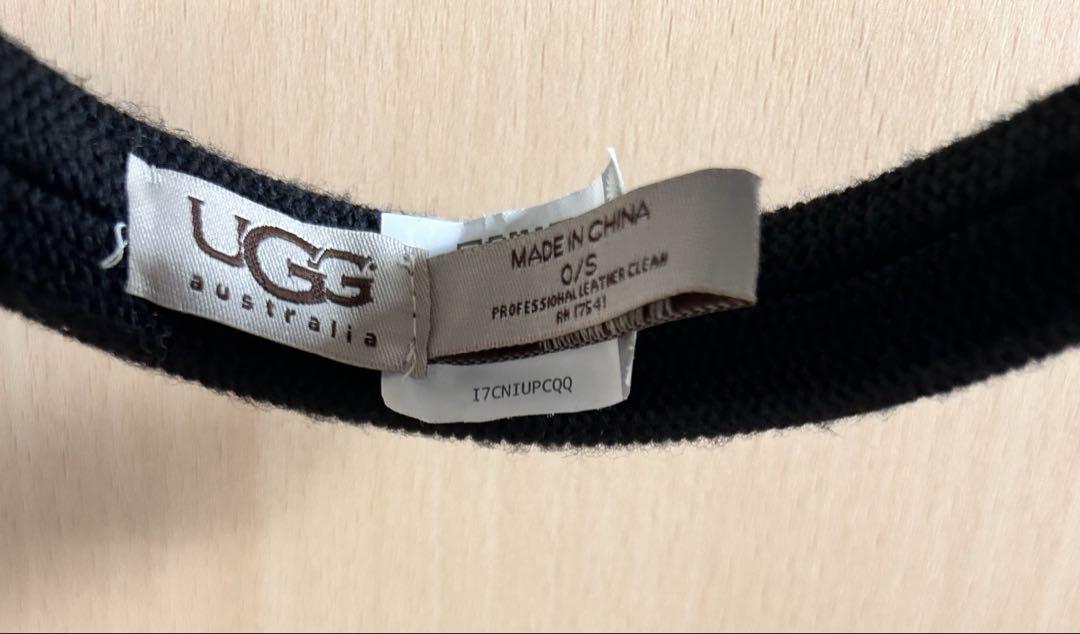 UGG
australia
MADE IN CHINA
O/S
PROFESSIONAL LEATHER CLEAN
RN 17541
I7CNIUPCQQ